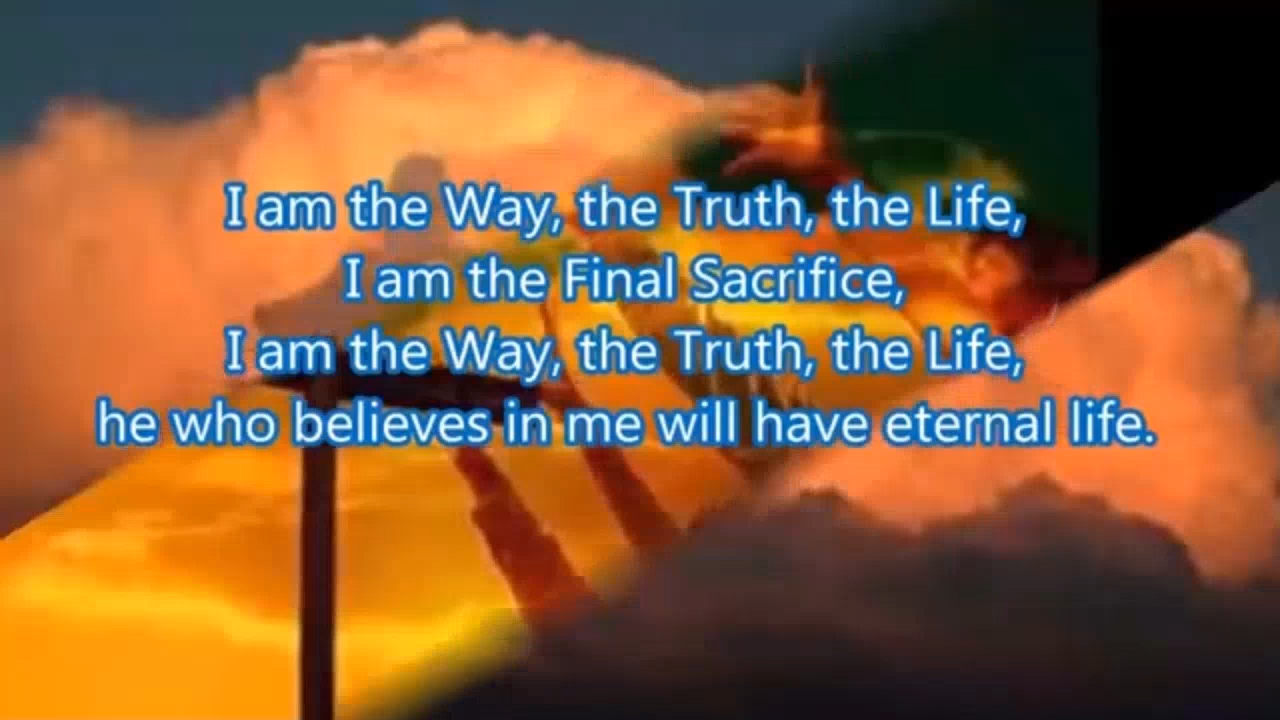 I am the Way, the Truth, the Life,
I am the Final Sacrifice,
I am the Way, the Truth, the Life,
he who believes in me will have eternal life.